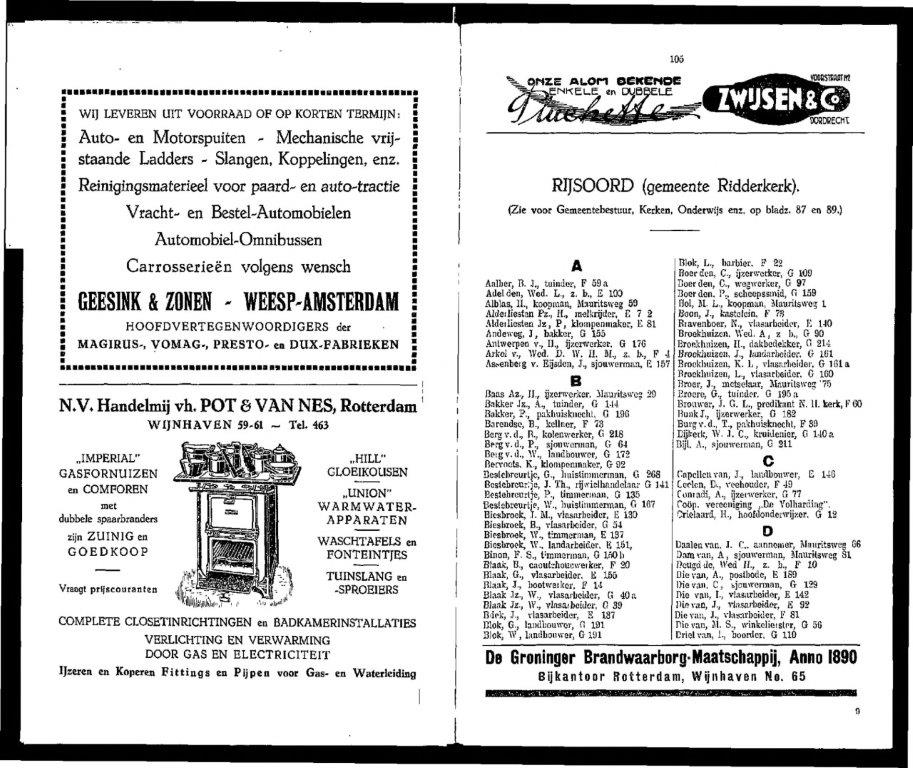 WIJ LEVEREN UIT VOORRAAD OF OP KORTEN TERMIJN:
Auto- en Motorspuiten - Mechanische vrij-
staande Ladders - Slangen, Koppelingen, enz.
Reinigingsmaterieel voor paard- en auto-tractie
Vracht- en Bestel-Automobielen
Automobiel-Omnibussen
Carrosserieën volgens wensch
GEESINK & ZONEN - WEESP-AMSTERDAM
HOOFDVERTEGENWOORDIGERS der
MAGIRUS-, VOMAG-, PRESTO- en DUX-FABRIEKEN
N.V. Handelmij vh. POT & VAN NES, Rotterdam
WIJNHAVEN 59-61 — Tel. 463
„IMPERIAL”
GASFORNUIZEN
en COMFOREN
met
dubbele spaarbranders
zijn ZUINIG en
GOEDKOOP
Vraagt prijscouranten
„HILL”
GLOEIKOUSEN
„UNION”
WARMWATER-
APPARATEN
WASCHTAFELS en
FONTEINTJES
TUINSLANG en
-SPROEIERS
COMPLETE CLOSETINRICHTINGEN en BADKAMERINSTALLATIES
VERLICHTING EN VERWARMING
DOOR GAS EN ELECTRICITEIT
IJzeren en Koperen Fittings en Pijpen voor Gas- en Waterleiding
105
ONZE ALOM BEKENDE
ENKELE en DUBBELE
Pluchette
ZWIJSEN & Co
VOORSTRAAT
DORDRECHT
RIJSOORD (gemeente Ridderkerk).
(Zie voor Gemeentebestuur, Kerken, Onderwijs enz. op bladz. 87 en 89.)
A
Aalber, B. J., tuinder, F 59a
Adel den, Wed. L., z. b., E 100
Alblas, H., koopman, Mauritsweg 59
Alderliesten Pz., H., melkrijder, E 7 2
Alderliesten Jz, P, klompenmaker, E 81
Andeweg, J, bakker, G 155
Antwerpen v., H., ijzerwerker. G 176
Arkel v., Wed. D. W. H. M., z. b., F 4
Assenberg v. Eijsden, J., sjouwerman, E 157
B
Baas Az., H., ijzerwerker, Mauritsweg 29
Bakker Jz., A., tuinder, G 144
Bakker, P., pakhuisknecht, G 196
Barendse, B., kellner, F 73
Berg v. d., R., kolenwerker, G 218
Berg v. d., P., sjouwerman, G 64
Berg v. d., W., landbouwer, G 172
Bervoets, K., klompenmaker, G 92
Bestebreurtje, G., huistimmerman, G 268
Bestebreurtje, J. Th., rijwielhandelaar G 141
Bestebreurtje, P., timmerman, G 135
Bestebreurtje, W., huistimmerman, G 167
Biesbroek, J. M., vlasarbeider, E 130
Biesbroek, B., vlasarbeider, G 54
Biesbroek, W., timmerman, E 137
Biesbroek, W., landarbeider. E 151,
Binon, F. S., timmerman, G 150b
Blaak, B., caoutchouwerker, F 20
Blaak, G., vlasarbeider. E 155
Blaak, J., bootwerker, F 14
Blaak Jz., W., vlasarbeider, G 40a
Blaak Jz., W., vlasarbeider, G 39
Blek, J., vlasarbeider, E 187
Blok, G., landbouwer, G 191
Blok, W, landbouwer, G 191
Blok, L., barbier. F 22
Boer den, C., ijzerwerker, G 109
Boer den, C., wegwerker, G 97
Boer den. P., scheepssmid, G 159
Bol, M. L., koopman, Mauritsweg 1
Boon, J., kastelein, F 73
Bravenboer, N., vlasarbeider, E 140
Broekhuizen, Wed. A., z b., G 90
Broekhuizen, H., dakbedekker, G 214
Broekhuizen, J., landarbeider. G 161
Broekhuizen, K. L, vlasarbeider, G 161a
Broekhuizen, L., vlasarbeider. G 160
Broer, J., metselaar, Mauritsweg 75
Broere, G., tuinder. G 195a
Brouwer, J. G. L., predikant N. H. kerk, F 60
Bunk J., ijzerwerker, G 182
Burg v. d., T., pakhuisknecht, F 39
Dijkerk, W. J. C., kruidenier, G 140a
Bijl, A., sjouwerman, G 211
C
Capellen van, J., landbouwer, E 146
Ceelen, D., veehouder, F 49
Conradi, A., ijzerwerker, G 77
Coöp. vereeniging „De Volharding”.
Crielaard, H., hoofdonderwijzer. G 12
D
Daalen van. J. C., aannemer, Mauritsweg 66
Dam van, A., sjouwerman, Mauritsweg 81
Deugd de, Wed H., z. b., F 10
Die van, A., postbode, E 189
Die van, C., sjouwerman, G 129
Die van, I., vlasarbeider, E 142
Die van, J., vlasarbeider, E 92
Die van, J., vlasarbeider, F 81
Die van, M. S., winkelierster, G 56
Driel van, I., boorder, G 110
De Groninger Brandwaarborg-Maatschappij, Anno 1890
Bijkantoor Rotterdam, Wijnhaven No. 65
9